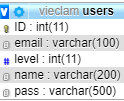 vieclam users
ID : int(11)
email : varchar(100)
level : int(11)
name : varchar(200)
pass : varchar(500)